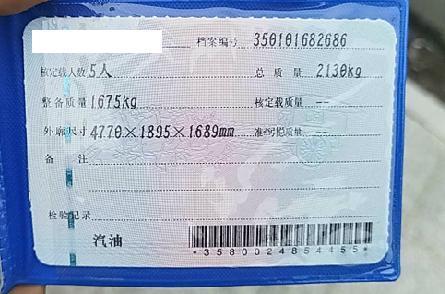 档案编号 350101682686
核定载人数 5人 总质量 2130kg
整备质量 1675kg 核定载质量 --
外廓尺寸 4770×1895×1689mm 准牵引总质量 --
备注
检验记录
汽油
*3580024854455*